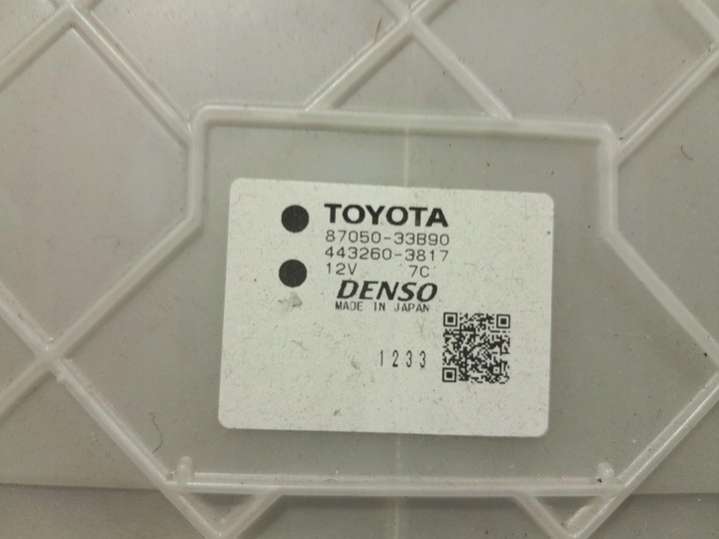 TOYOTA
87050-33B90
443260-3817
12V 7C
DENSO
MADE IN JAPAN
1233